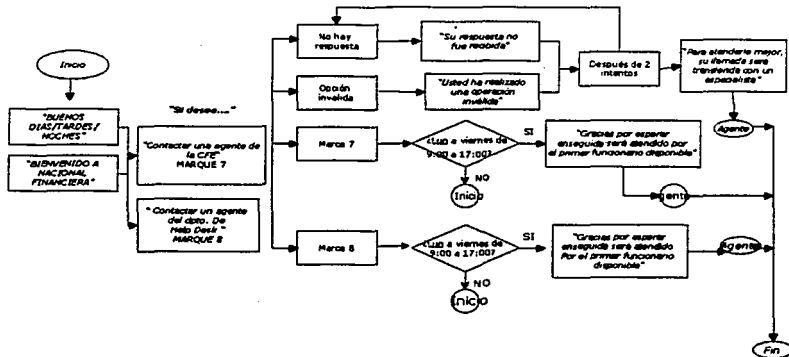 Inicio
"BUENOS
DIAS/TARDES/
NOCHES"
"BIENVENIDO A
NACIONAL
FINANCIERA"
"Si desea...."
"Contactar una agente de
la CFE"
MARQUE 7
" Contactar un agente
del dpto. De
Help Desk "
MARQUE 8
No hay
respuesta
"Su respuesta no
fue recibida"
Opción
invalida
"Usted ha realizado
una operación
invalida"
Después de 2
intentos
"Para atenderle mejor,
su llamada será
transferida con un
especialista"
Agente
Marca 7
a viernes de
9:00 a 17:00?
SI
NO
Inicio
"Gracias por esperar
enseguida será atendido por
el primer funcionario disponible"
gente
Marca 8
a viernes de
9:00 a 17:00?
SI
NO
Inicio
"Gracias por esperar
enseguida será atendido
Por el primer funcionario
disponible"
Agente
Fin